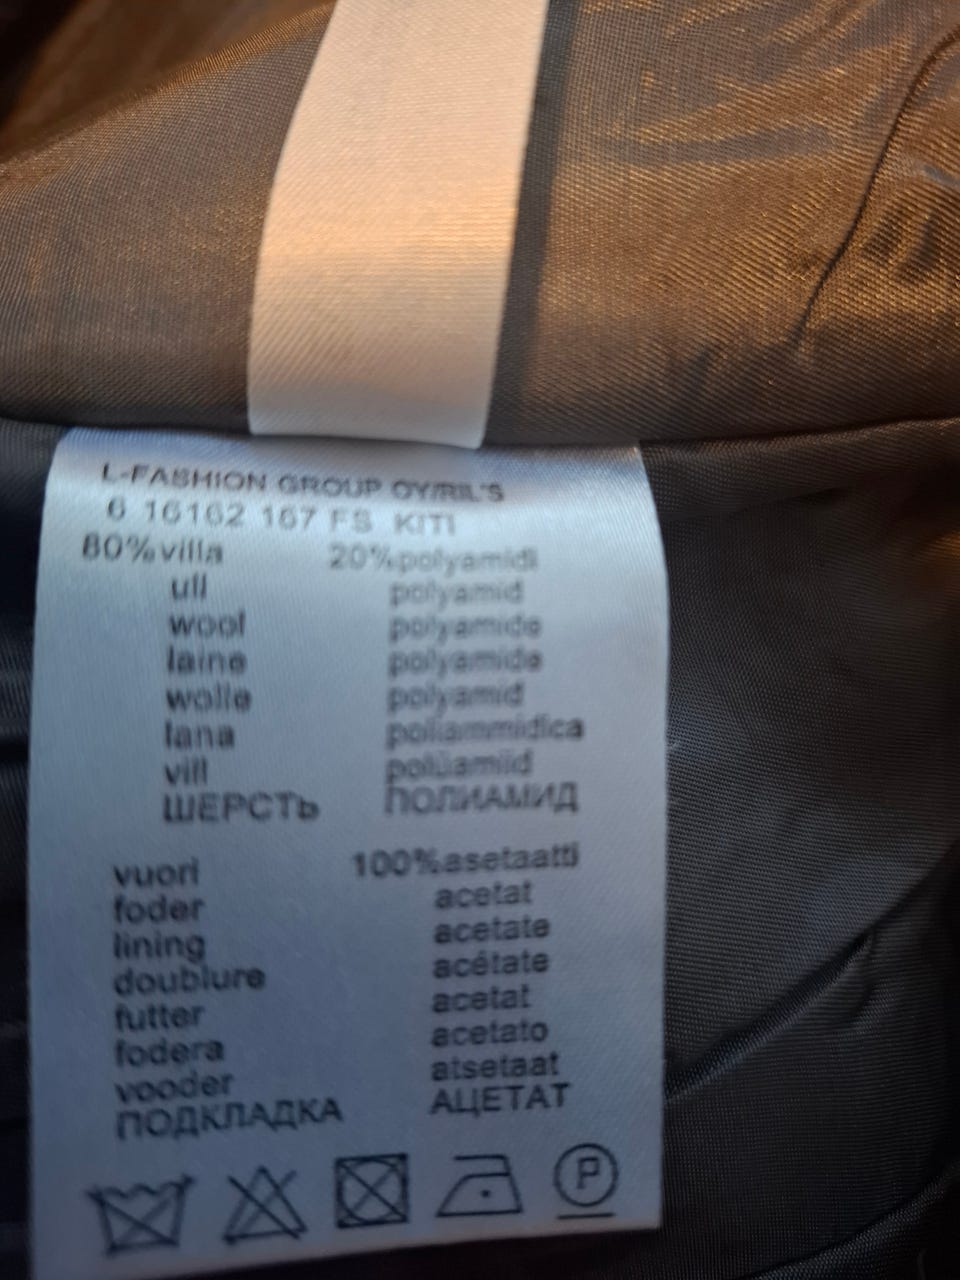 L-FASHION GROUP OY/RIL'S
6 16162 167 FS KITI
80%villa 20%polyamidi
ull polyamid
wool polyamide
laine polyamide
wolle polyamid
lana poliammidica
vill polüamiid
ШЕРСТЬ ПОЛИАМИД
vuori 100%asetaatti
foder acetat
lining acetate
doublure acétate
futter acetat
fodera acetato
vooder atsetaat
ПОДКЛАДКА АЦЕТАТ
P